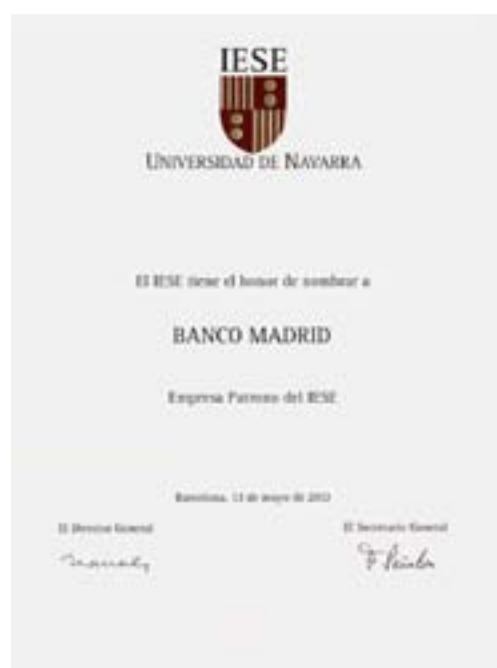 IESE
UNIVERSIDAD DE NAVARRA
El IESE tiene el honor de nombrar a
BANCO MADRID
Empresa Patrono del IESE
Barcelona, 13 de mayo de
El Director General
El Secretario General